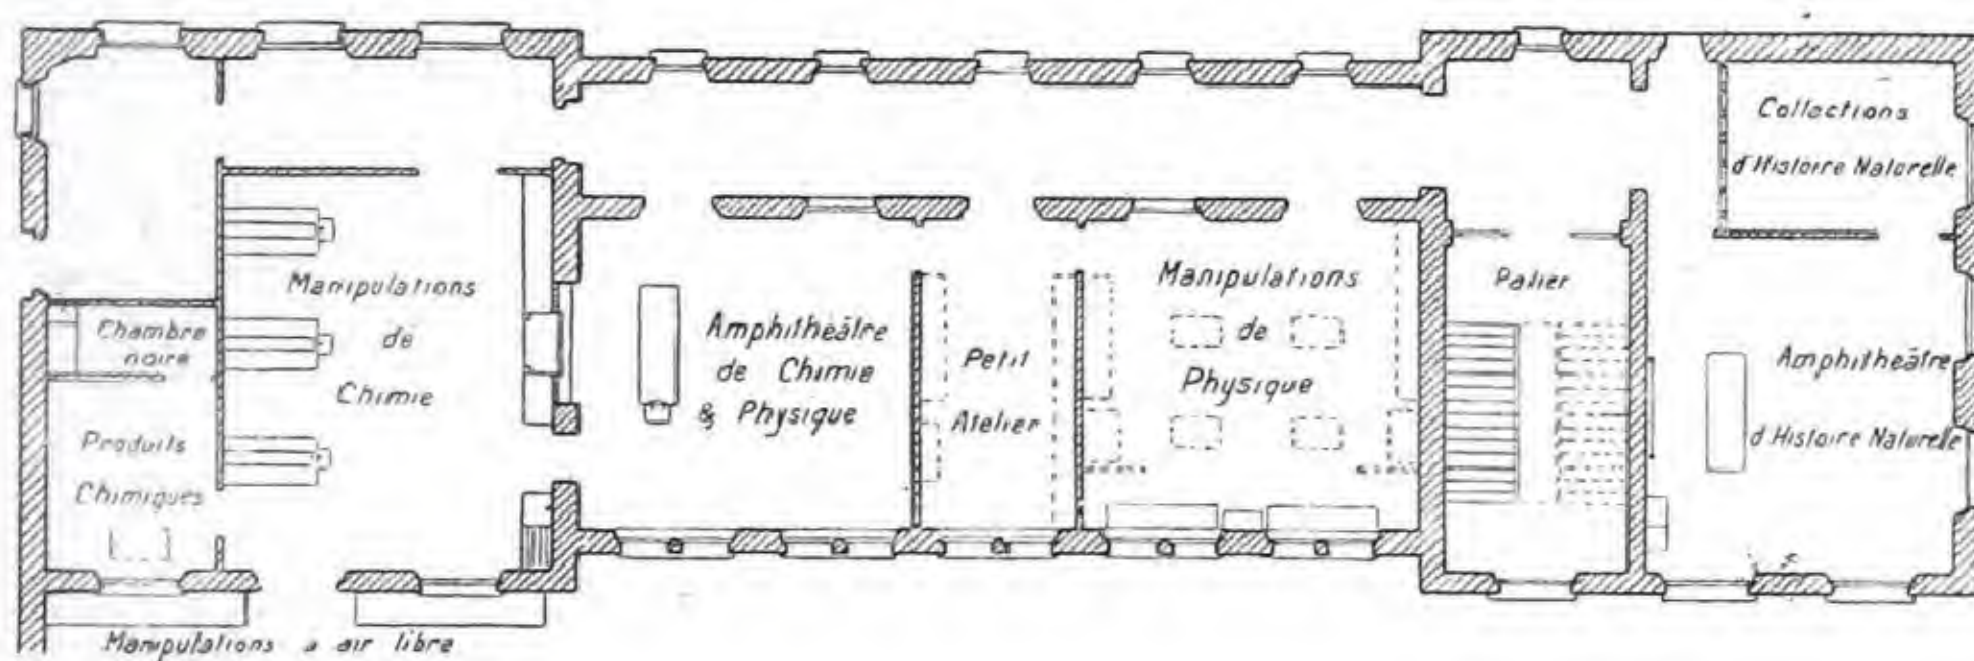 Manipulations
de
Chimie
Chambre
noire
Produits
Chimiques
Manipulations à air libre
Amphithéâtre
de Chimie
& Physique
Petit
Atelier
Manipulations
de
Physique
Palier
Collections
d'Histoire Naturelle
Amphithéâtre
d'Histoire Naturelle